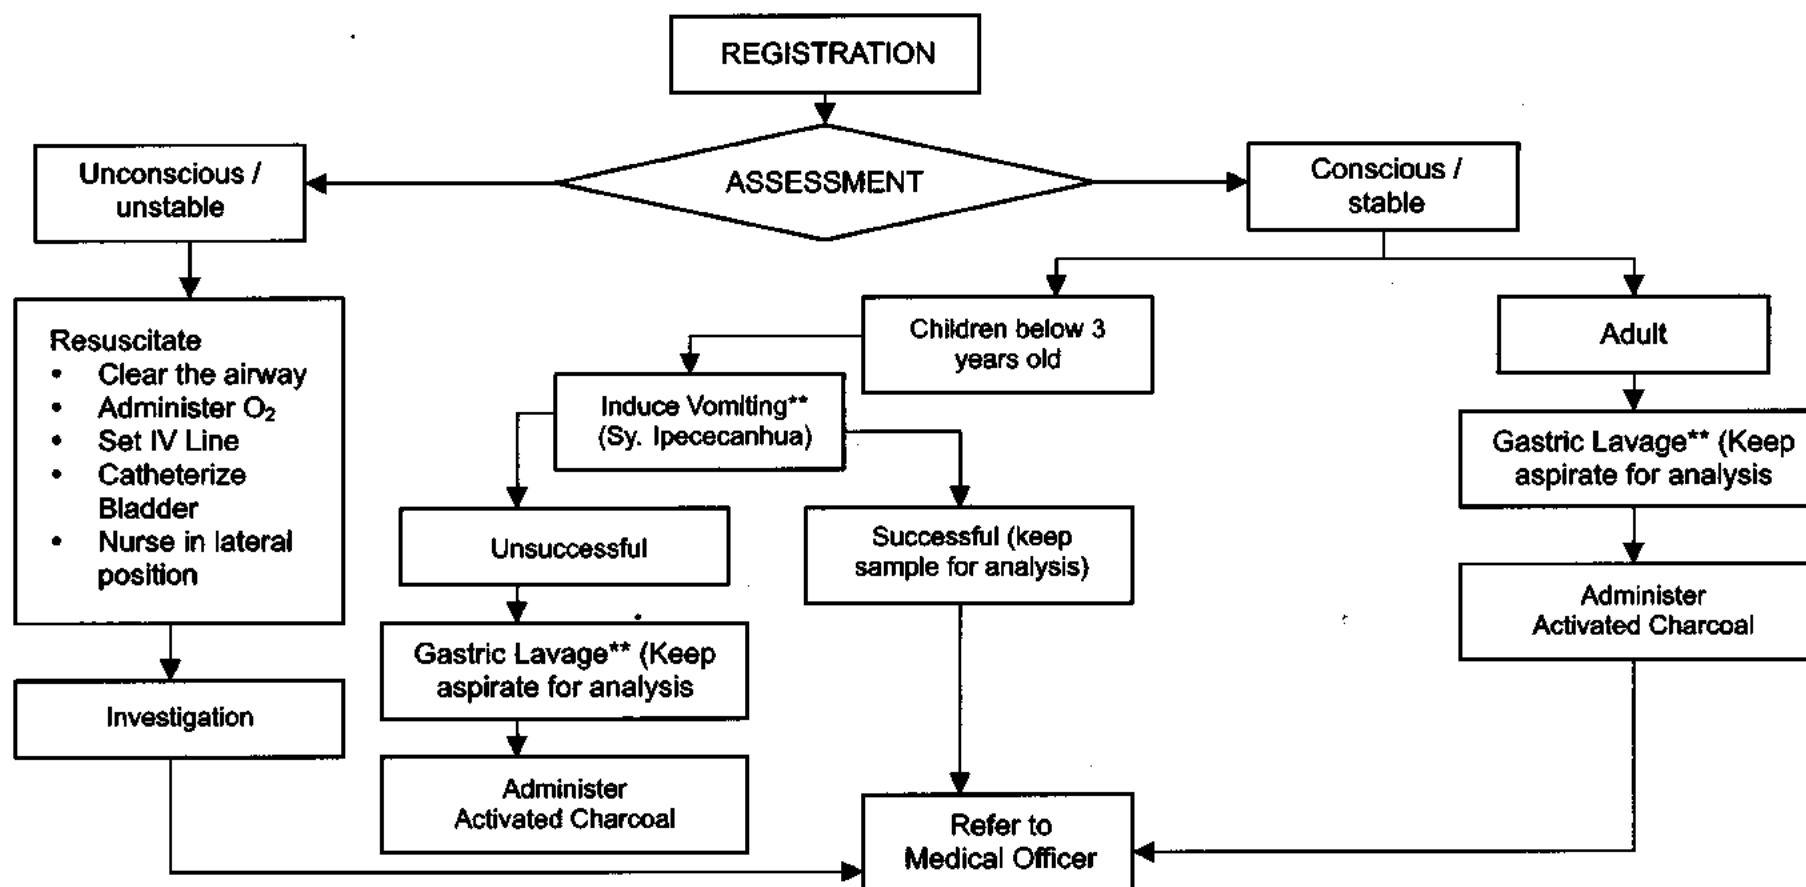 REGISTRATION
ASSESSMENT
Unconscious /
unstable
Conscious /
stable
Resuscitate
• Clear the airway
• Administer O₂
• Set IV Line
• Catheterize
Bladder
• Nurse in lateral
position
Investigation
Children below 3
years old
Induce Vomiting**
(Sy. Ipececanhua)
Unsuccessful
Gastric Lavage** (Keep
aspirate for analysis
Administer
Activated Charcoal
Successful (keep
sample for analysis)
Adult
Gastric Lavage** (Keep
aspirate for analysis
Administer
Activated Charcoal
Refer to
Medical Officer